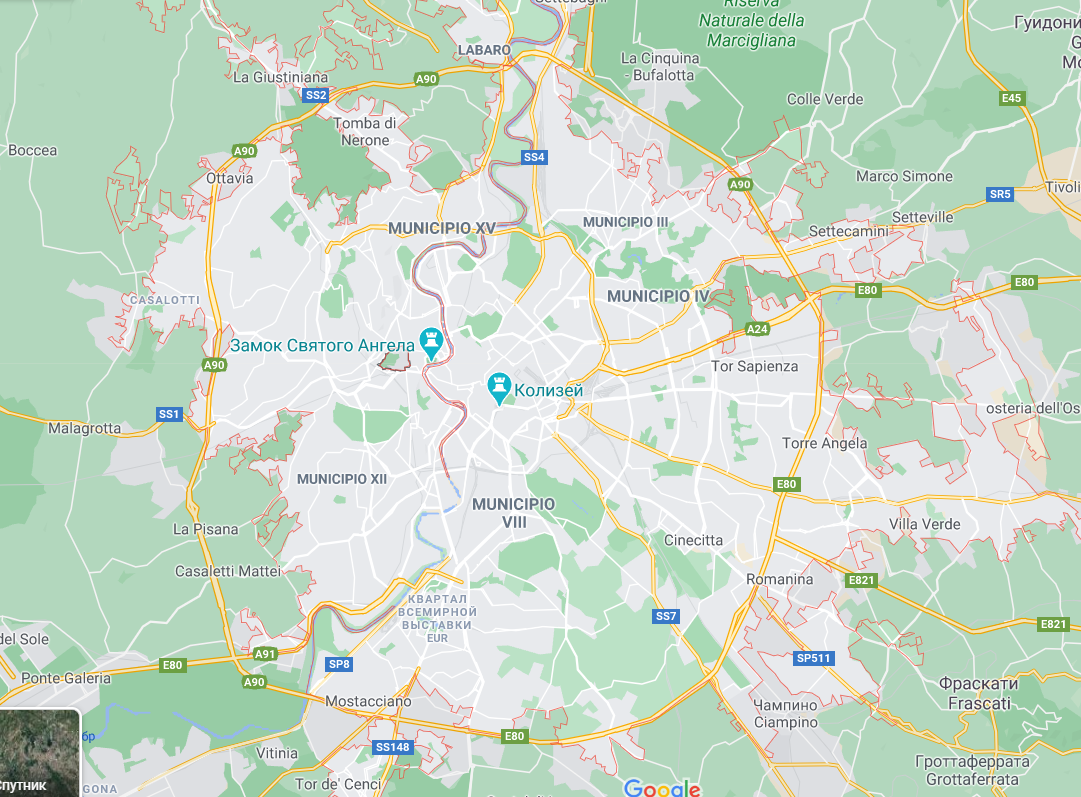 Settebagni
Riserva
Naturale della
Marcigliana
Гуидони
LABARO
La Cinquina
- Bufalotta
La Giustiniana
A90
SS2
Colle Verde
E45
Tomba di
Nerone
Boccea
A90
SS4
Ottavia
A90
Marco Simone
SR5
Tivoli
MUNICIPIO XV
MUNICIPIO III
Setteville
Settecamini
CASALOTTI
MUNICIPIO IV
E80
E80
A24
Замок Святого Ангела
A90
Tor Sapienza
Колизей
SS1
Malagrotta
osteria dell'Os
Torre Angela
MUNICIPIO XII
E80
MUNICIPIO
VIII
La Pisana
Villa Verde
Cinecitta
Casaletti Mattei
Romanina
E821
КВАРТАЛ
ВСЕМИРНОЙ
ВЫСТАВКИ
EUR
SS7
E821
del Sole
A91
SP8
E80
SP511
Ponte Galeria
A90
Фраскати
Frascati
Mostacciano
Чампино
Ciampino
бр
E80
SS148
Vitinia
Гроттаферрата
Grottaferrata
Спутник
GONA
Tor de' Cenci
Google